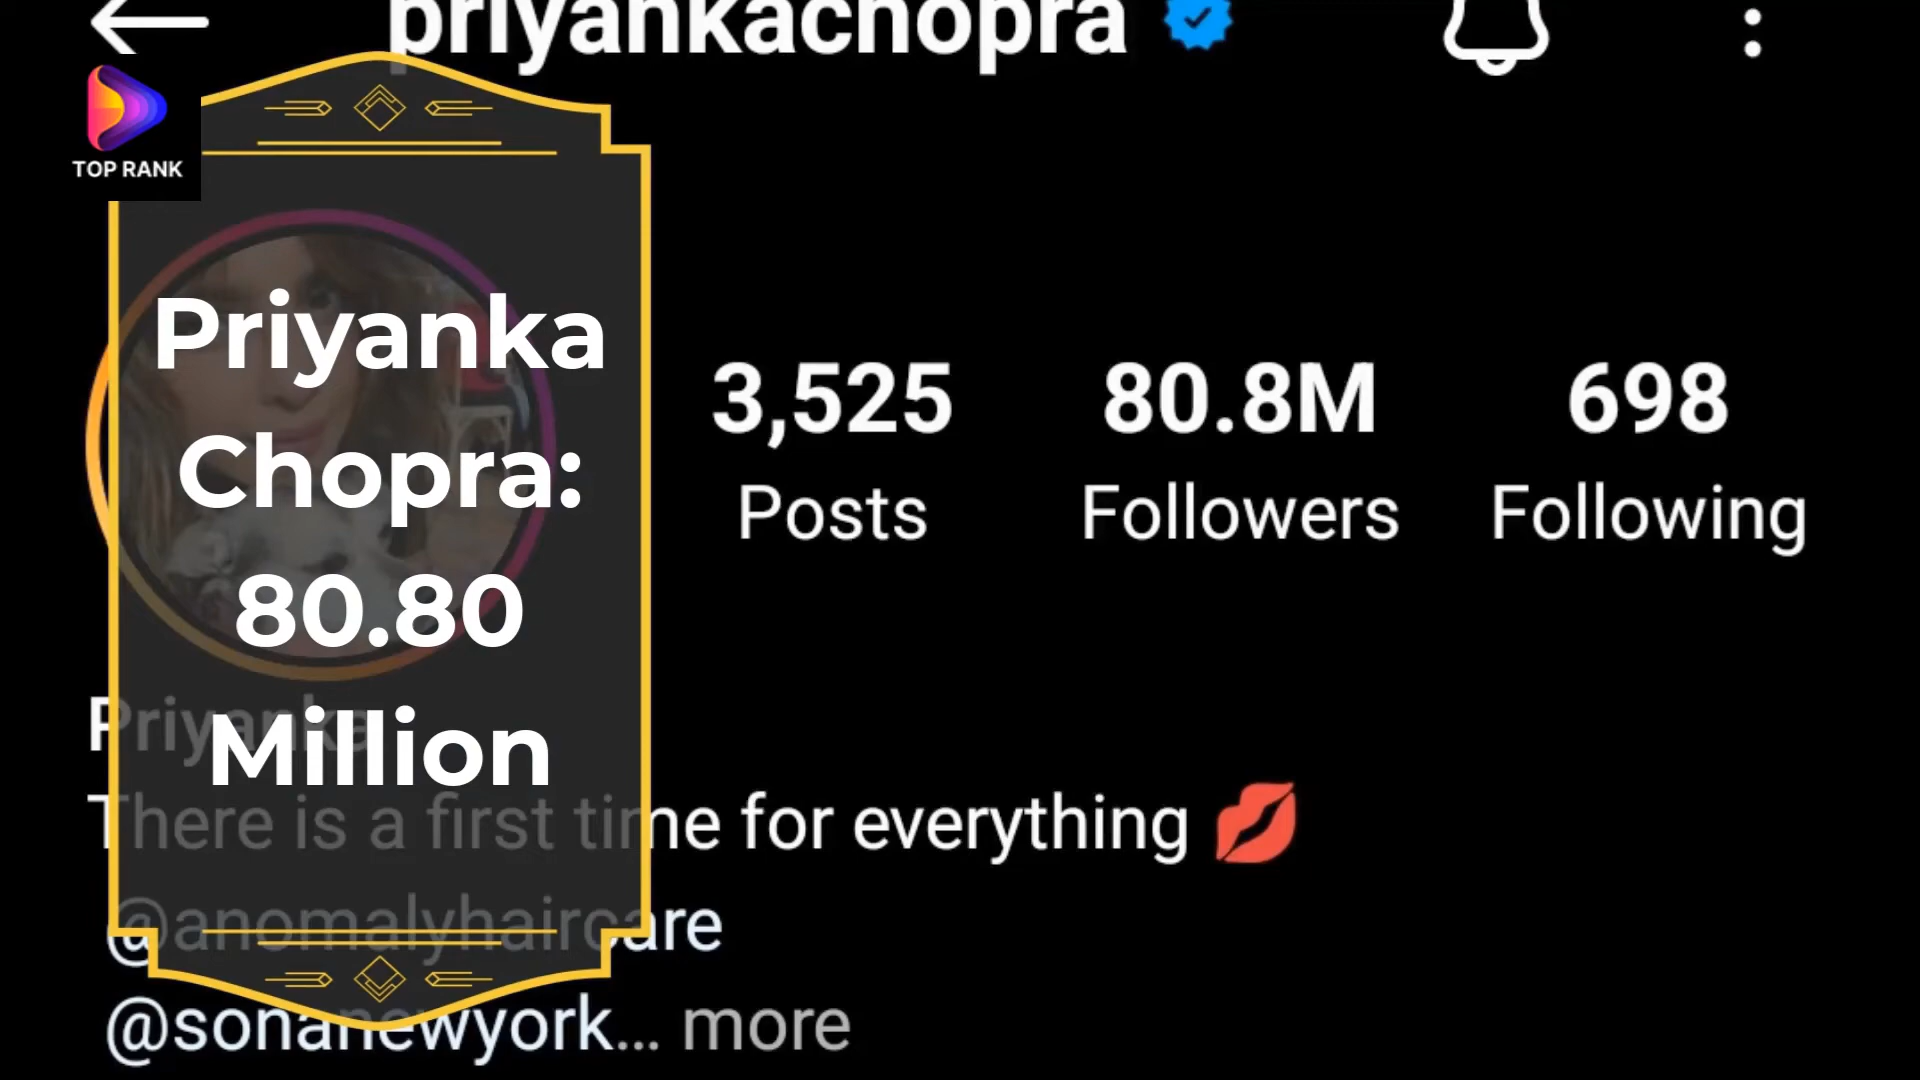 priyankachopra
TOP RANK
Priyanka
Chopra:
80.80
Million
3,525
Posts
80.8M
Followers
698
Following
Priyanka
There is a first time for everything 💋
@anomalyhaircare
@sonanewyork... more